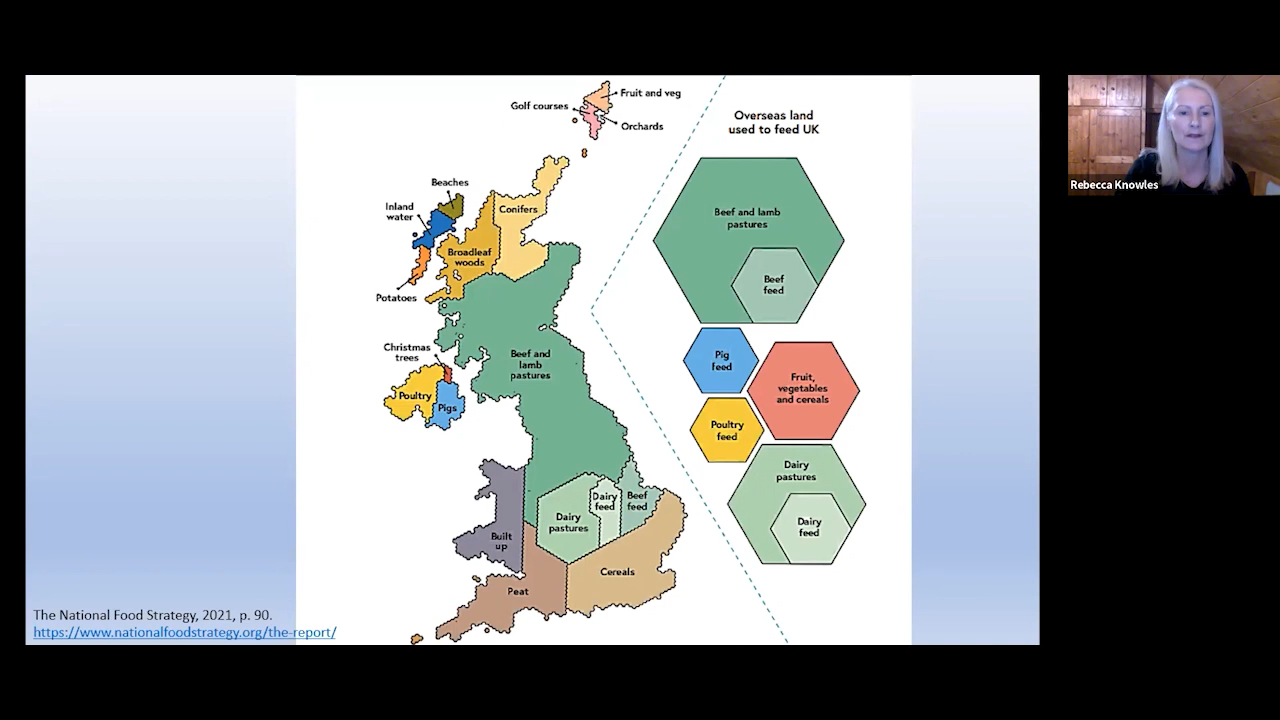 Fruit and veg
Golf courses
Orchards
Overseas land
used to feed UK
Beaches
Inland
water
Conifers
Broadleaf
woods
Potatoes
Christmas
trees
Poultry
Pigs
Beef and
lamb
pastures
Built
up
Dairy
pastures
Dairy
feed
Beef
feed
Cereals
Peat
Beef and lamb
pastures
Beef
feed
Pig
feed
Fruit,
vegetables
and cereals
Poultry
feed
Dairy
pastures
Dairy
feed
The National Food Strategy, 2021, p. 90.
https://www.nationalfoodstrategy.org/the-report/
Rebecca Knowles